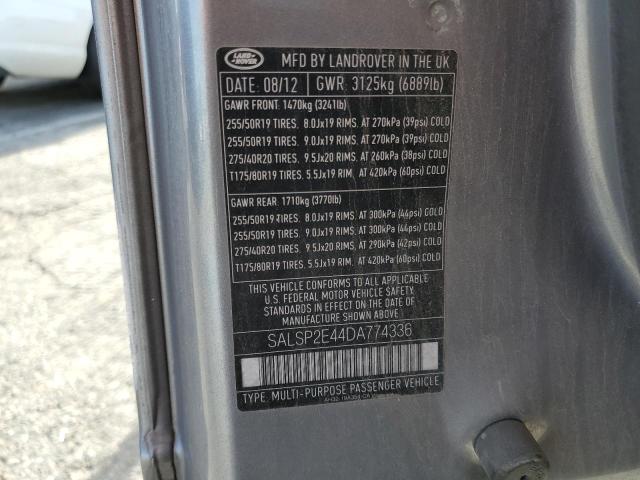 LAND ROVER
MFD BY LANDROVER IN THE UK
DATE: 08/12 GWR: 3125kg (6889lb)
GAWR FRONT: 1470kg (3241lb)
255/50R19 TIRES. 8.0Jx19 RIMS. AT 270kPa (39psi) COLD
255/50R19 TIRES. 9.0Jx19 RIMS. AT 270kPa (39psi) COLD
275/40R20 TIRES. 9.5Jx20 RIMS. AT 260kPa (38psi) COLD
T175/80R19 TIRES. 5.5Jx19 RIM. AT 420kPa (60psi) COLD
GAWR REAR: 1710kg (3770lb)
255/50R19 TIRES. 8.0Jx19 RIMS. AT 300kPa (44psi) COLD
255/50R19 TIRES. 9.0Jx19 RIMS. AT 300kPa (44psi) COLD
275/40R20 TIRES. 9.5Jx20 RIMS. AT 290kPa (42psi) COLD
T175/80R19 TIRES. 5.5Jx19 RIM. AT 420kPa (60psi) COLD
THIS VEHICLE CONFORMS TO ALL APPLICABLE
U.S. FEDERAL MOTOR VEHICLE SAFETY
STANDARDS IN EFFECT ON THE DATE OF
MANUFACTURE SHOWN ABOVE
SALSP2E44DA774336
TYPE: MULTI-PURPOSE PASSENGER VEHICLE